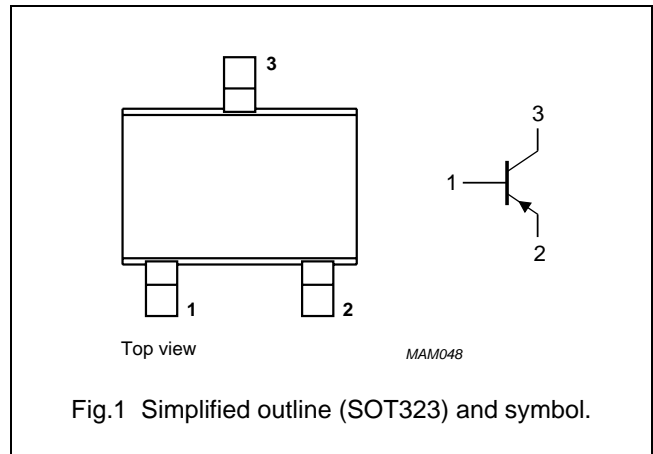 3
3
1
2
1
2
Top view
MAM048
Fig.1 Simplified outline (SOT323) and symbol.